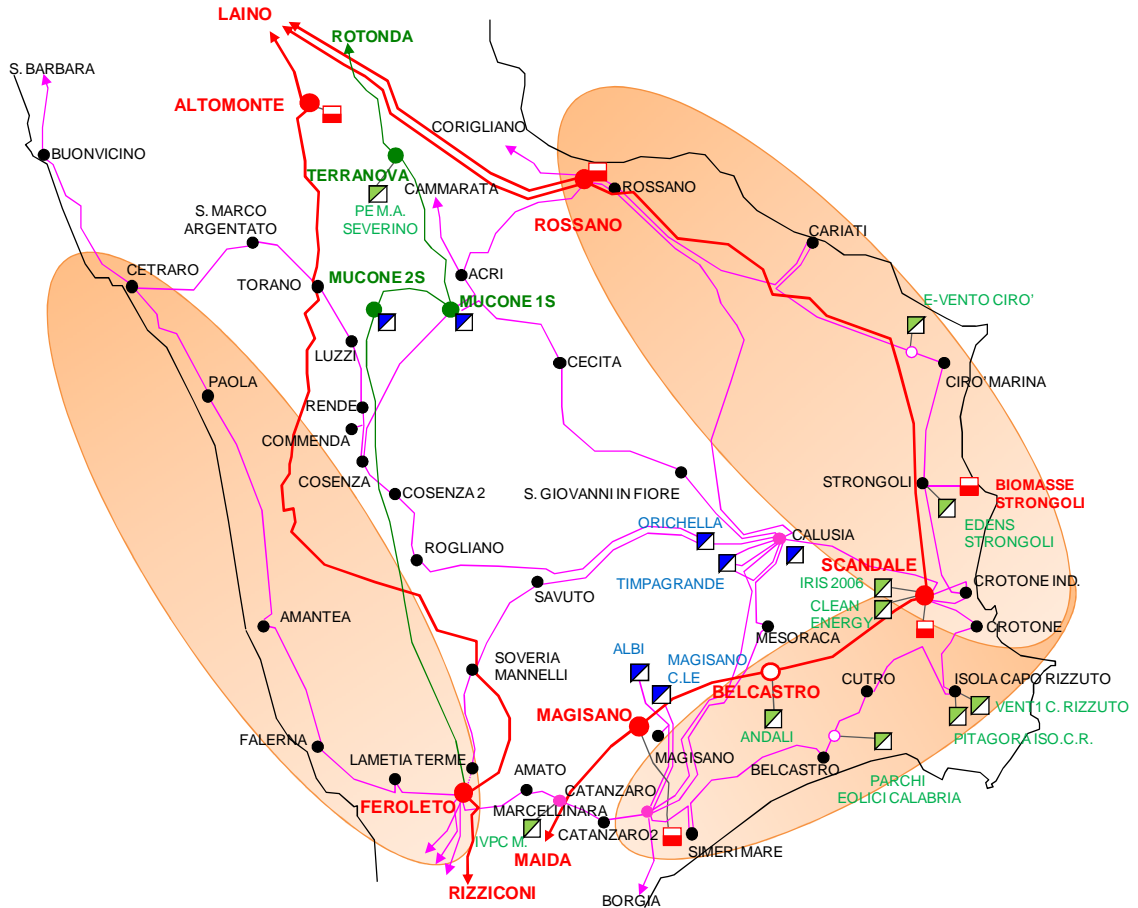 LAINO
ROTONDA
S. BARBARA
ALTOMONTE
CORIGLIANO
BUONVICINO
TERRANOVA
CAMMARATA
ROSSANO
PE M.A.
SEVERINO
ROSSANO
S. MARCO
ARGENTATO
CARIATI
CETRARO
TORANO
MUCONE 2S
ACRI
MUCONE 1S
E-VENTO CIRO'
LUZZI
CECITA
CIRO' MARINA
PAOLA
RENDE
COMMENDA
COSENZA
COSENZA 2
S. GIOVANNI IN FIORE
STRONGOLI
BIOMASSE
STRONGOLI
ORICHELLA
CALUSIA
EDENS
STRONGOLI
ROGLIANO
TIMPAGRANDE
SCANDALE
IRIS 2006
CROTONE IND.
SAVUTO
CLEAN
ENERGY
AMANTEA
MESORACA
CROTONE
SOVERIA
MANNELLI
ALBI
MAGISANO
C.LE
BELCASTRO
CUTRO
ISOLA CAPO RIZZUTO
VENT1 C. RIZZUTO
MAGISANO
ANDALI
PITAGORA ISO.C.R.
FALERNA
LAMETIA TERME
MAGISANO
BELCASTRO
PARCHI
EOLICI CALABRIA
AMATO
CATANZARO
FEROLETO
MARCELLINARA
IVPC M.
CATANZARO2
SIMERI MARE
MAIDA
RIZZICONI
BORGIA